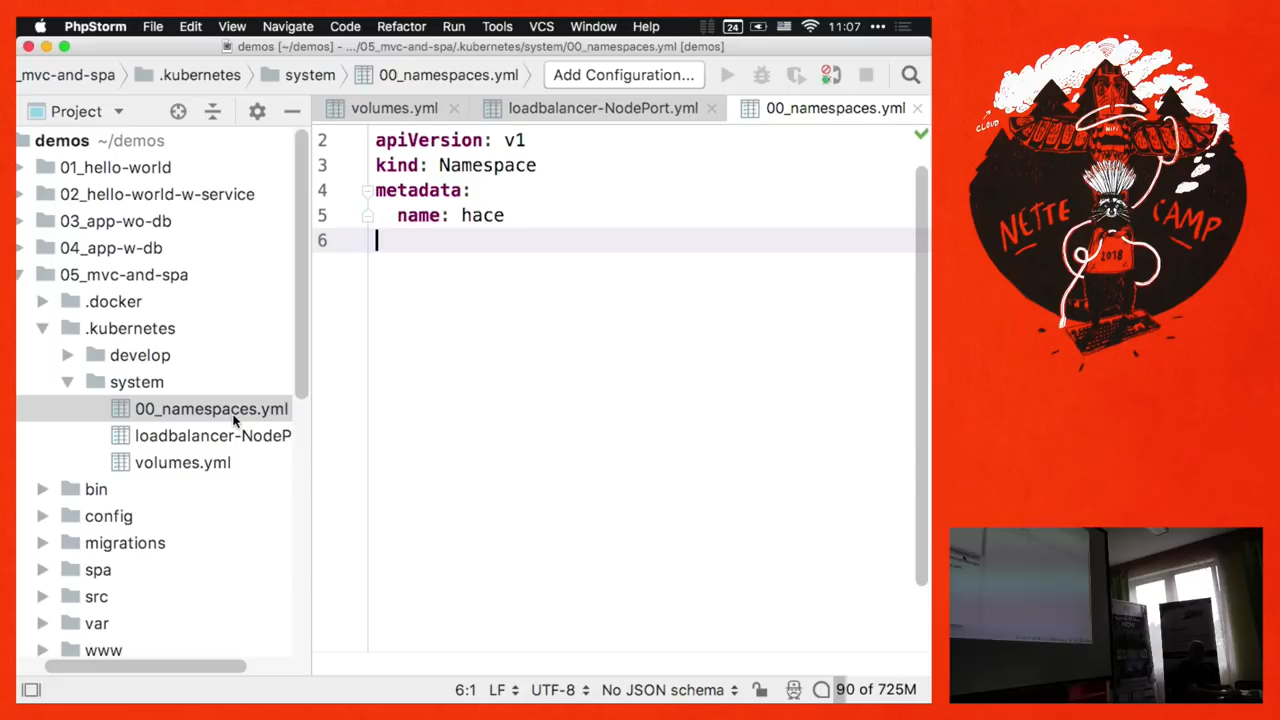 PhpStorm File Edit View Navigate Code Refactor Run Tools VCS Window Help 24 11:07
demos [~/demos] - .../05_mvc-and-spa/.kubernetes/system/00_namespaces.yml [demos]
_mvc-and-spa .kubernetes system 00_namespaces.yml Add Configuration...
Project volumes.yml loadbalancer-NodePort.yml 00_namespaces.yml
demos ~/demos
01_hello-world
02_hello-world-w-service
03_app-wo-db
04_app-w-db
05_mvc-and-spa
.docker
.kubernetes
develop
system
00_namespaces.yml
loadbalancer-NodeP
volumes.yml
bin
config
migrations
spa
src
var
www
2 apiVersion: v1
3 kind: Namespace
4 metadata:
5 name: hace
6
6:1 LF UTF-8 No JSON schema 90 of 725M
CLOUD
WIFI
NETTE CAMP
2018